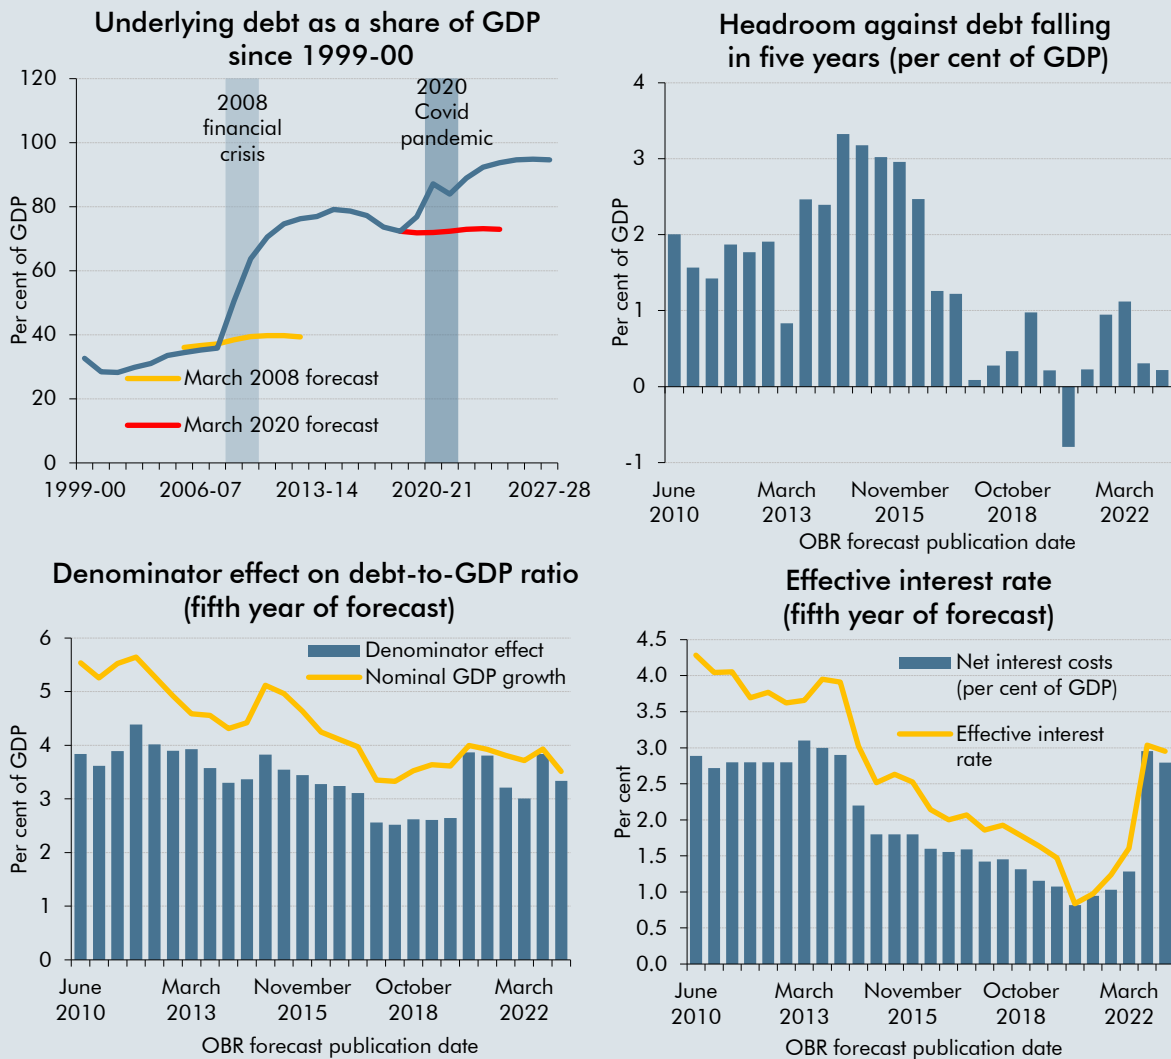 Underlying debt as a share of GDP
since 1999-00
120
100
80
60
40
20
0
Per cent of GDP
2008
financial
crisis
2020
Covid
pandemic
March 2008 forecast
March 2020 forecast
1999-00
2006-07
2013-14
2020-21
2027-28
Headroom against debt falling
in five years (per cent of GDP)
4
3
2
1
0
-1
Per cent of GDP
June
2010
March
2013
November
2015
October
2018
March
2022
OBR forecast publication date
Denominator effect on debt-to-GDP ratio
(fifth year of forecast)
6
5
4
3
2
1
0
Per cent of GDP
Denominator effect
Nominal GDP growth
June
2010
March
2013
November
2015
October
2018
March
2022
OBR forecast publication date
Effective interest rate
(fifth year of forecast)
4.5
4.0
3.5
3.0
2.5
2.0
1.5
1.0
0.5
0.0
Per cent
Net interest costs
(per cent of GDP)
Effective interest
rate
June
2010
March
2013
November
2015
October
2018
March
2022
OBR forecast publication date